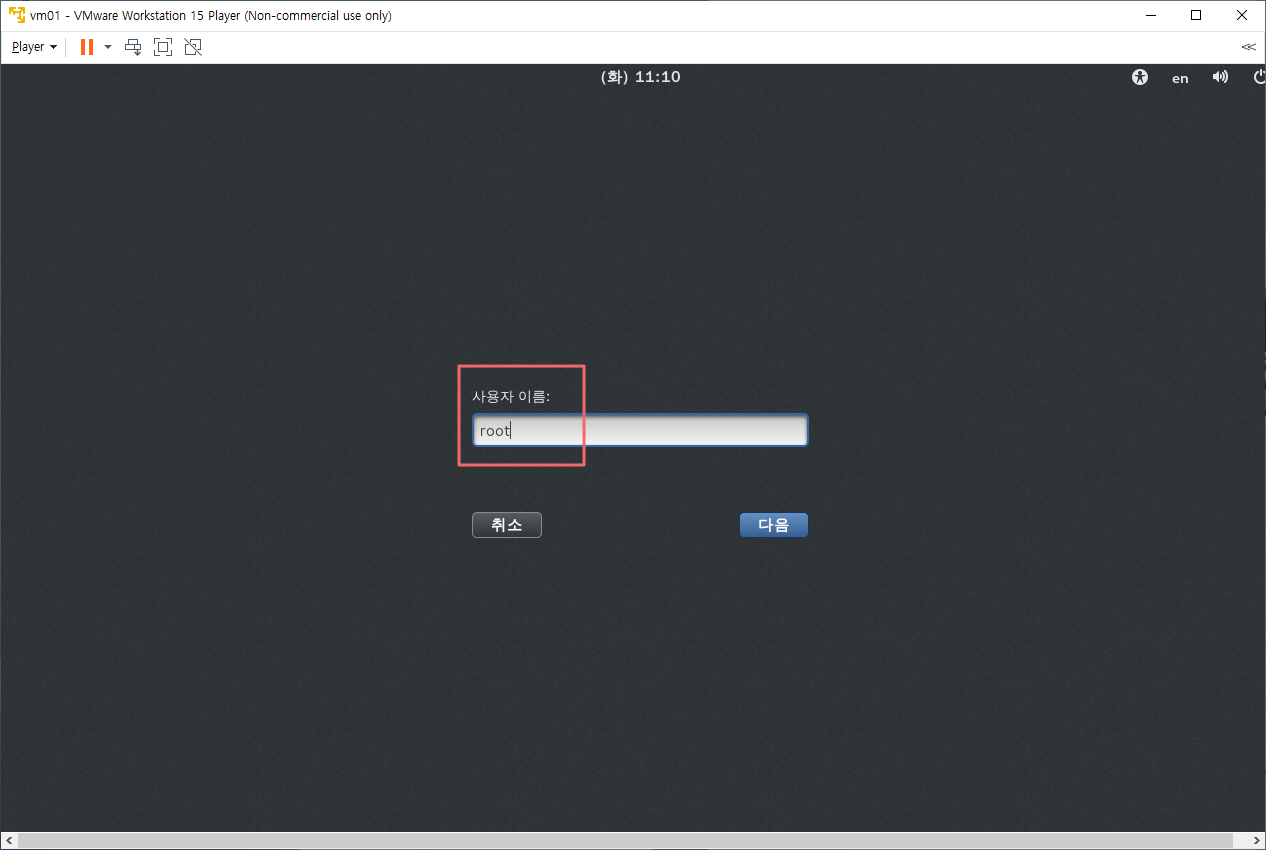 vm01 - VMware Workstation 15 Player (Non-commercial use only)
Player
(화) 11:10
en
사용자 이름:
root
취소
다음